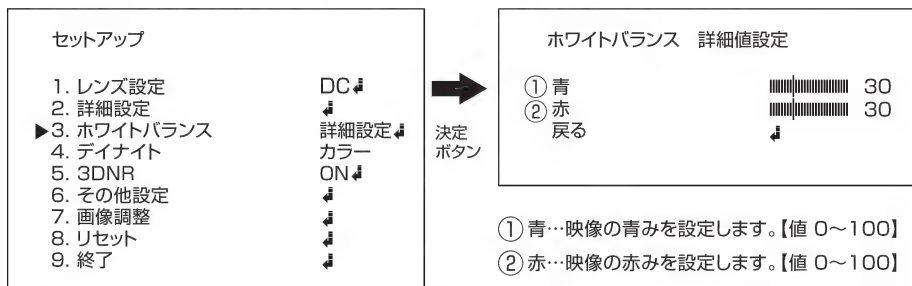 セットアップ
1. レンズ設定 DC↲
2. 詳細設定 ↲
▶3. ホワイトバランス 詳細設定↲
4. デイナイト カラー
5. 3DNR ON↲
6. その他設定 ↲
7. 画像調整 ↲
8. リセット ↲
9. 終了 ↲
決定
ボタン
ホワイトバランス 詳細値設定
① 青 30
② 赤 30
戻る ↲
① 青…映像の青みを設定します。【値 0〜100】
② 赤…映像の赤みを設定します。【値 0〜100】